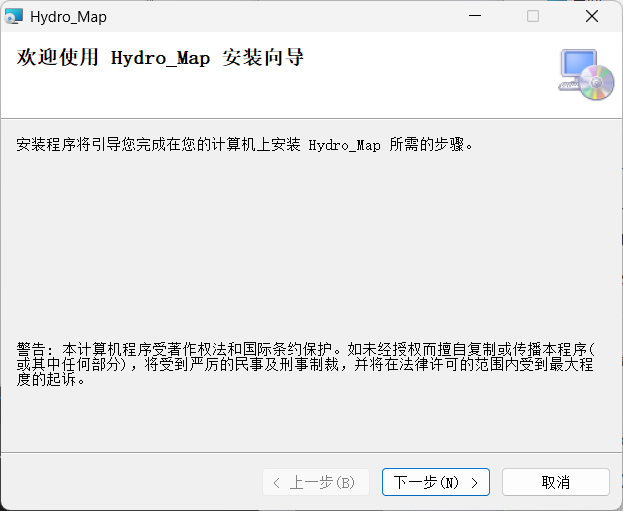 Hydro_Map
欢迎使用 Hydro_Map 安装向导
安装程序将引导您完成在您的计算机上安装 Hydro_Map 所需的步骤。
警告: 本计算机程序受著作权法和国际条约保护。如未经授权而擅自复制或传播本程序(
或其中任何部分)，将受到严厉的民事及刑事制裁，并将在法律许可的范围内受到最大程
度的起诉。
< 上一步(B)
下一步(N) >
取消